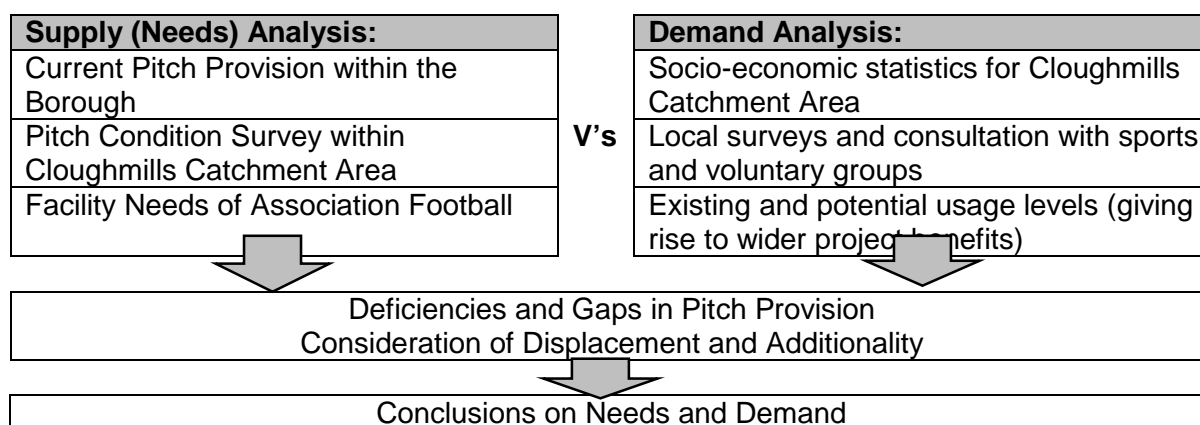 Supply (Needs) Analysis:
Current Pitch Provision within the
Borough
Pitch Condition Survey within
Cloughmills Catchment Area
Facility Needs of Association Football
V's
Demand Analysis:
Socio-economic statistics for Cloughmills
Catchment Area
Local surveys and consultation with sports
and voluntary groups
Existing and potential usage levels (giving
rise to wider project benefits)
Deficiencies and Gaps in Pitch Provision
Consideration of Displacement and Additionality
Conclusions on Needs and Demand